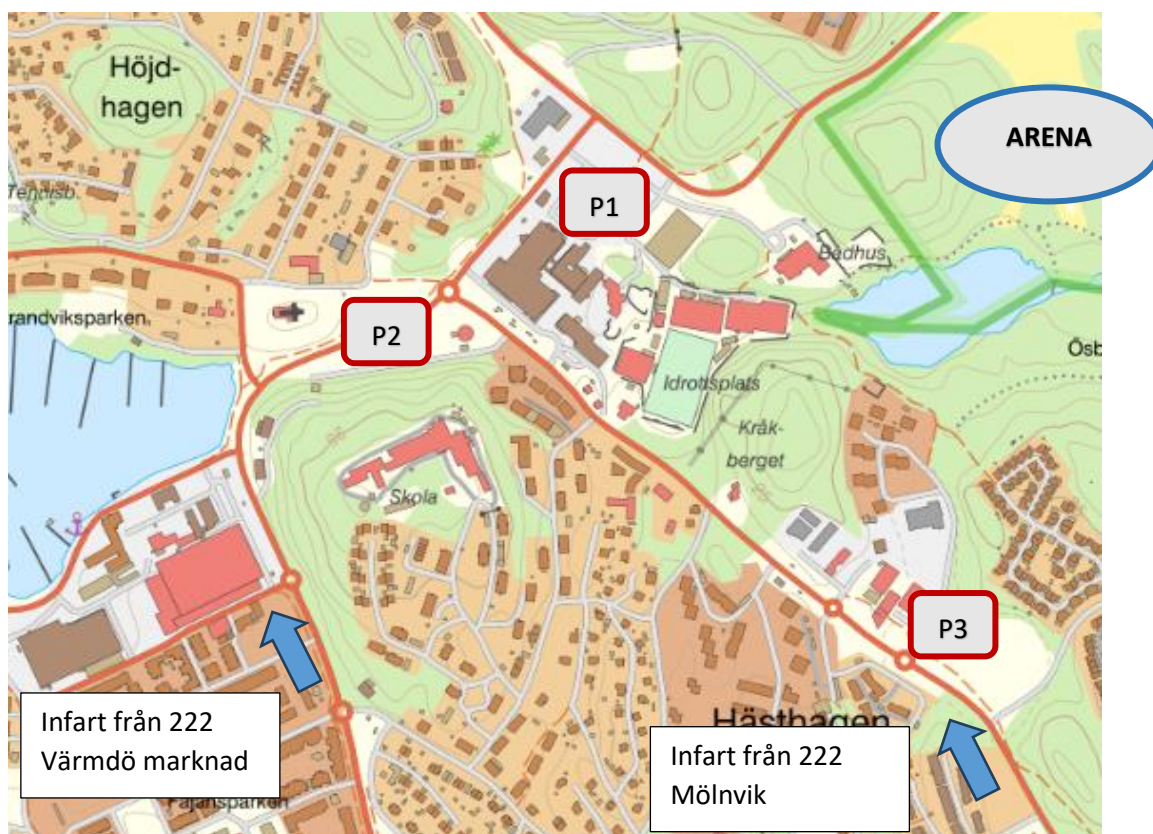 Höjd-
hagen
ARENA
Tennisb.
P1
Badhus
randviksparken.
P2
Ösb
Idrottsplats
Kråk-
berget
Skola
P3
Infart från 222
Värmdö marknad
Hästhagen
Infart från 222
Mölnvik
Fajansparken